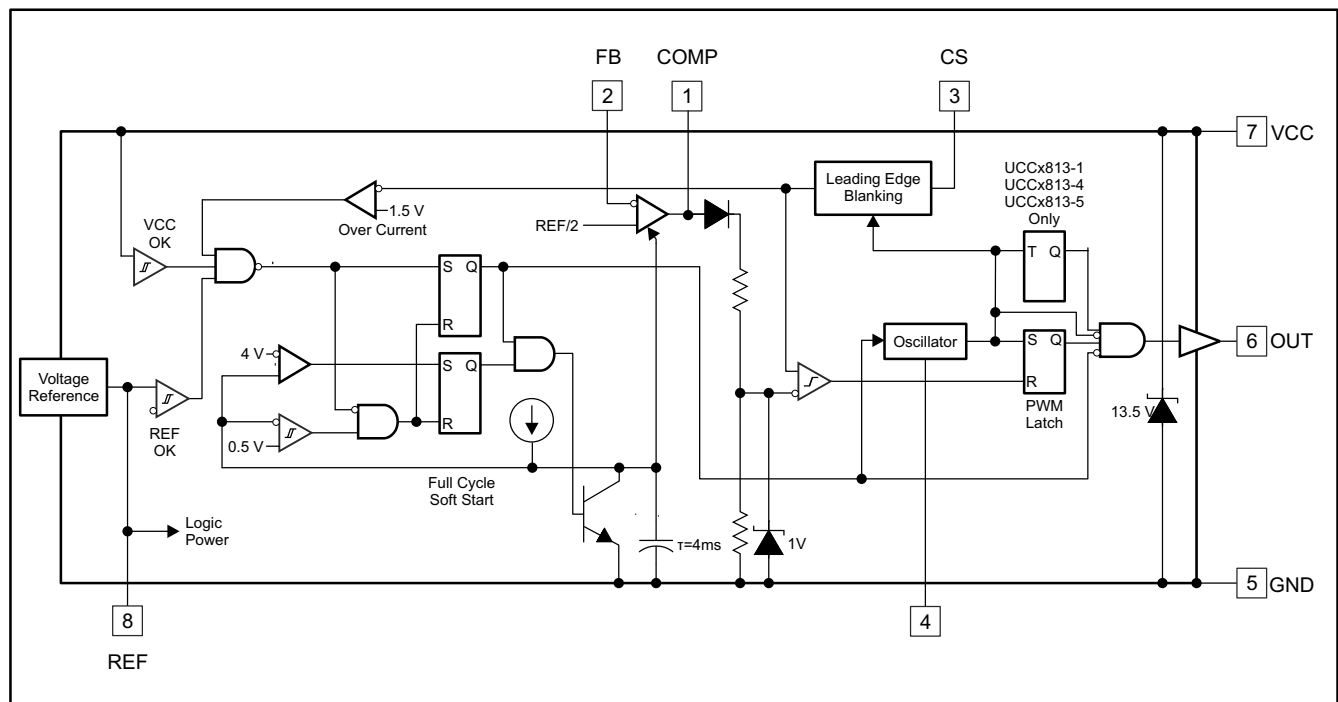 FB
COMP
CS
2
1
3
7
VCC
UCCx813-1
UCCx813-4
UCCx813-5
Only
Leading Edge
Blanking
1.5 V
Over Current
REF/2
VCC
OK
T Q
S Q
R
4 V
S Q
R
Oscillator
S Q
R
PWM
Latch
6
OUT
Voltage
Reference
REF
OK
0.5 V
Full Cycle
Soft Start
13.5 V
Logic
Power
τ=4ms
1V
5
GND
8
4
REF